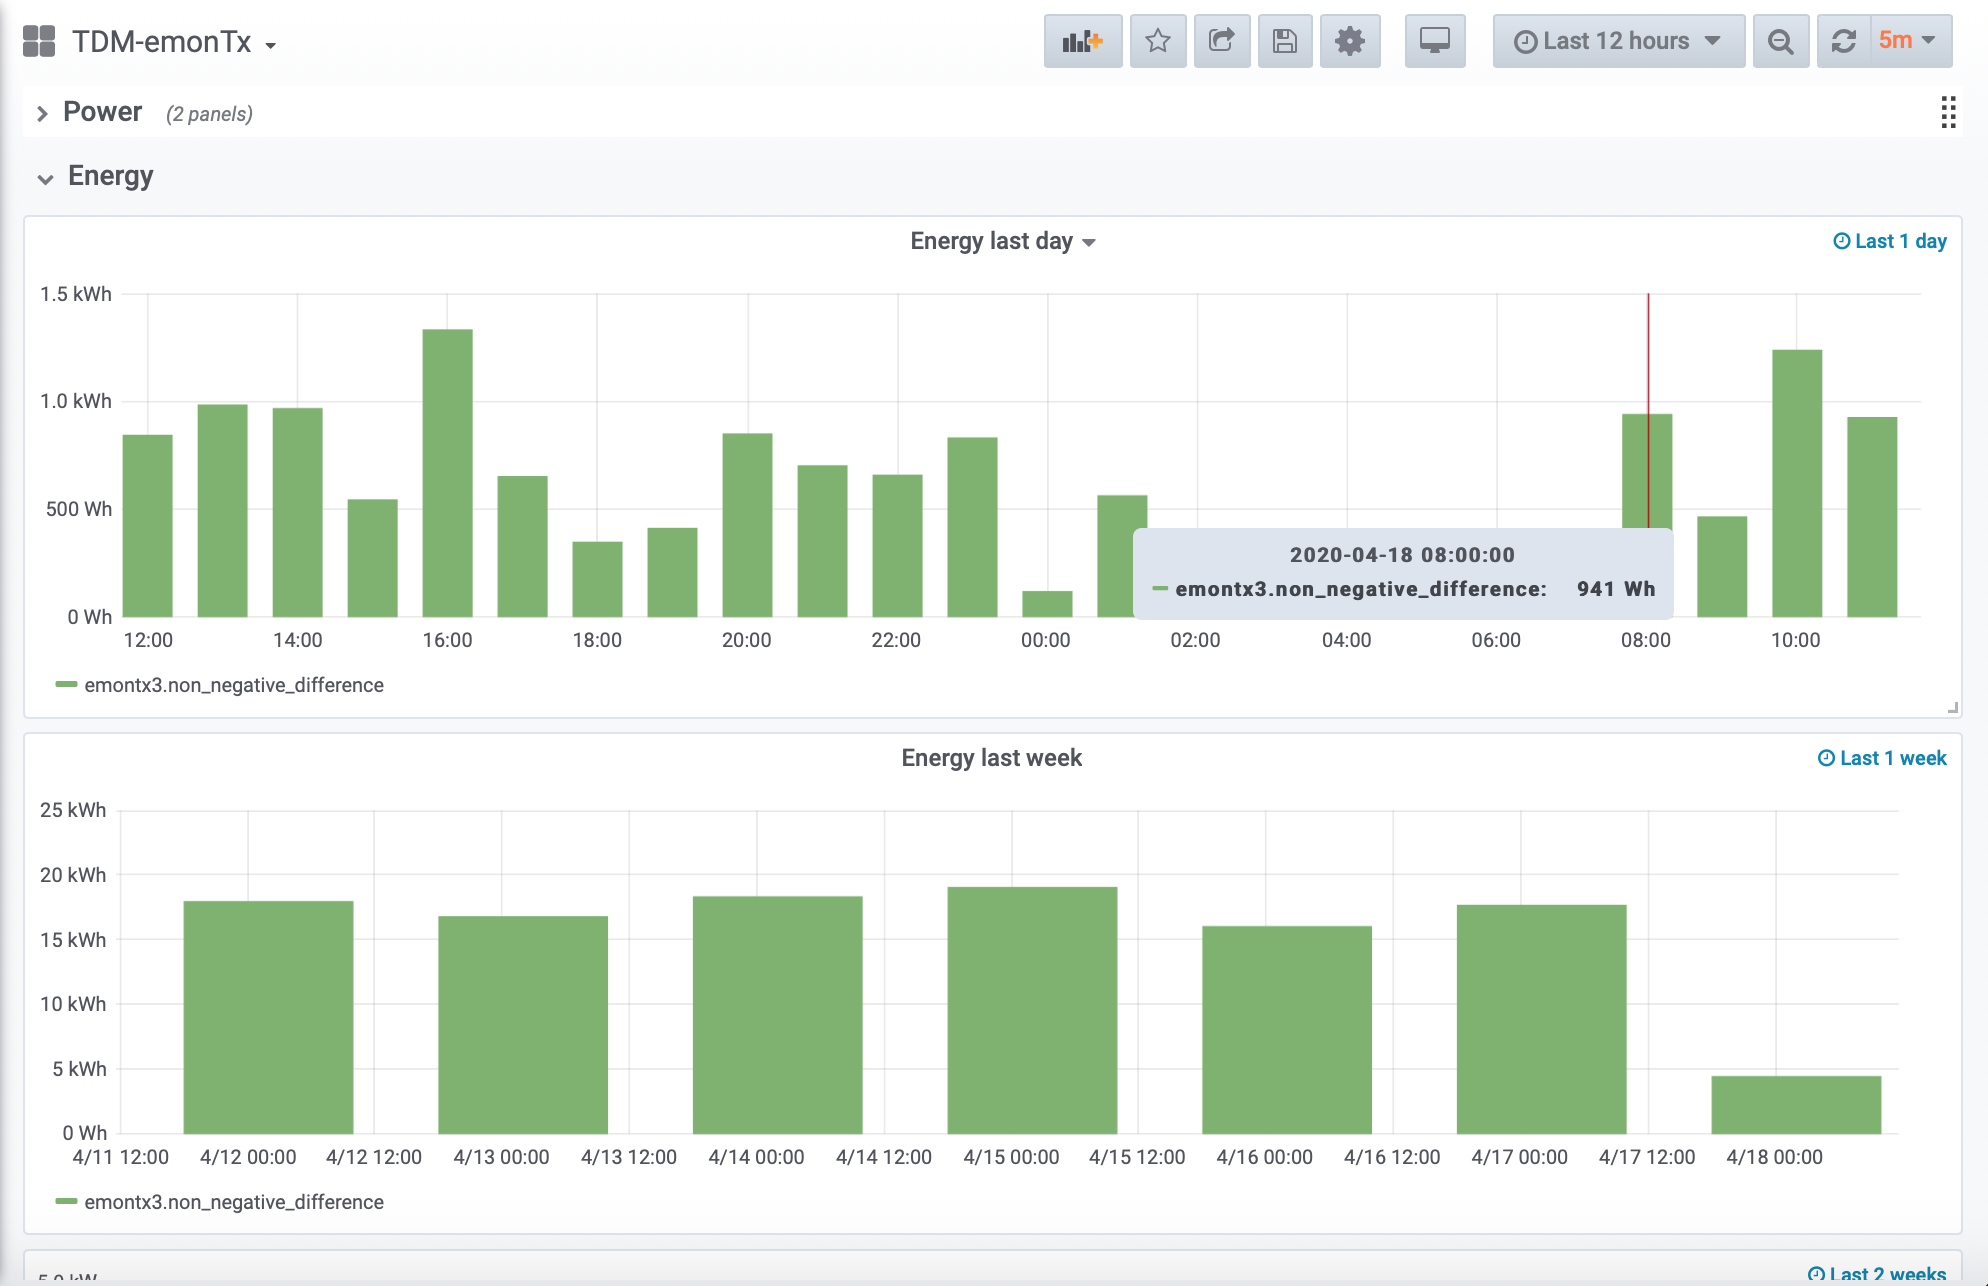 TDM-emonTx
Last 12 hours
5m
Power (2 panels)
Energy
Energy last day
Last 1 day
1.5 kWh
1.0 kWh
500 Wh
0 Wh
12:00 14:00 16:00 18:00 20:00 22:00 00:00 02:00 04:00 06:00 08:00 10:00
2020-04-18 08:00:00
emontx3.non_negative_difference: 941 Wh
emontx3.non_negative_difference
Energy last week
Last 1 week
25 kWh
20 kWh
15 kWh
10 kWh
5 kWh
0 Wh
4/11 12:00 4/12 00:00 4/12 12:00 4/13 00:00 4/13 12:00 4/14 00:00 4/14 12:00 4/15 00:00 4/15 12:00 4/16 00:00 4/16 12:00 4/17 00:00 4/17 12:00 4/18 00:00
emontx3.non_negative_difference
Last 2 weeks